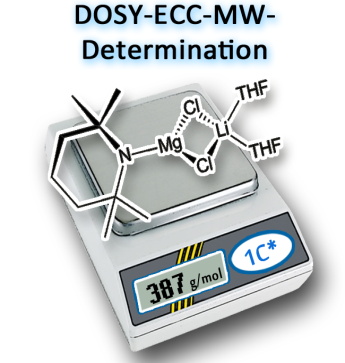 DOSY-ECC-MW-
Determination
THF
Cl
Li
N
Mg
THF
Cl
1C*
387 g/mol